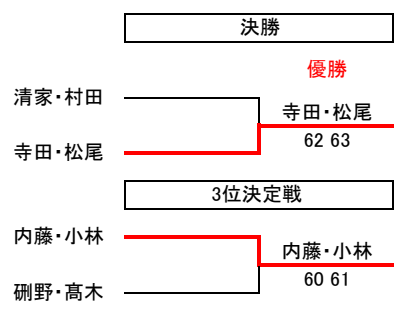 決勝
優勝
清家・村田
寺田・松尾
62 63
寺田・松尾
3位決定戦
内藤・小林
内藤・小林
60 61
硎野・髙木